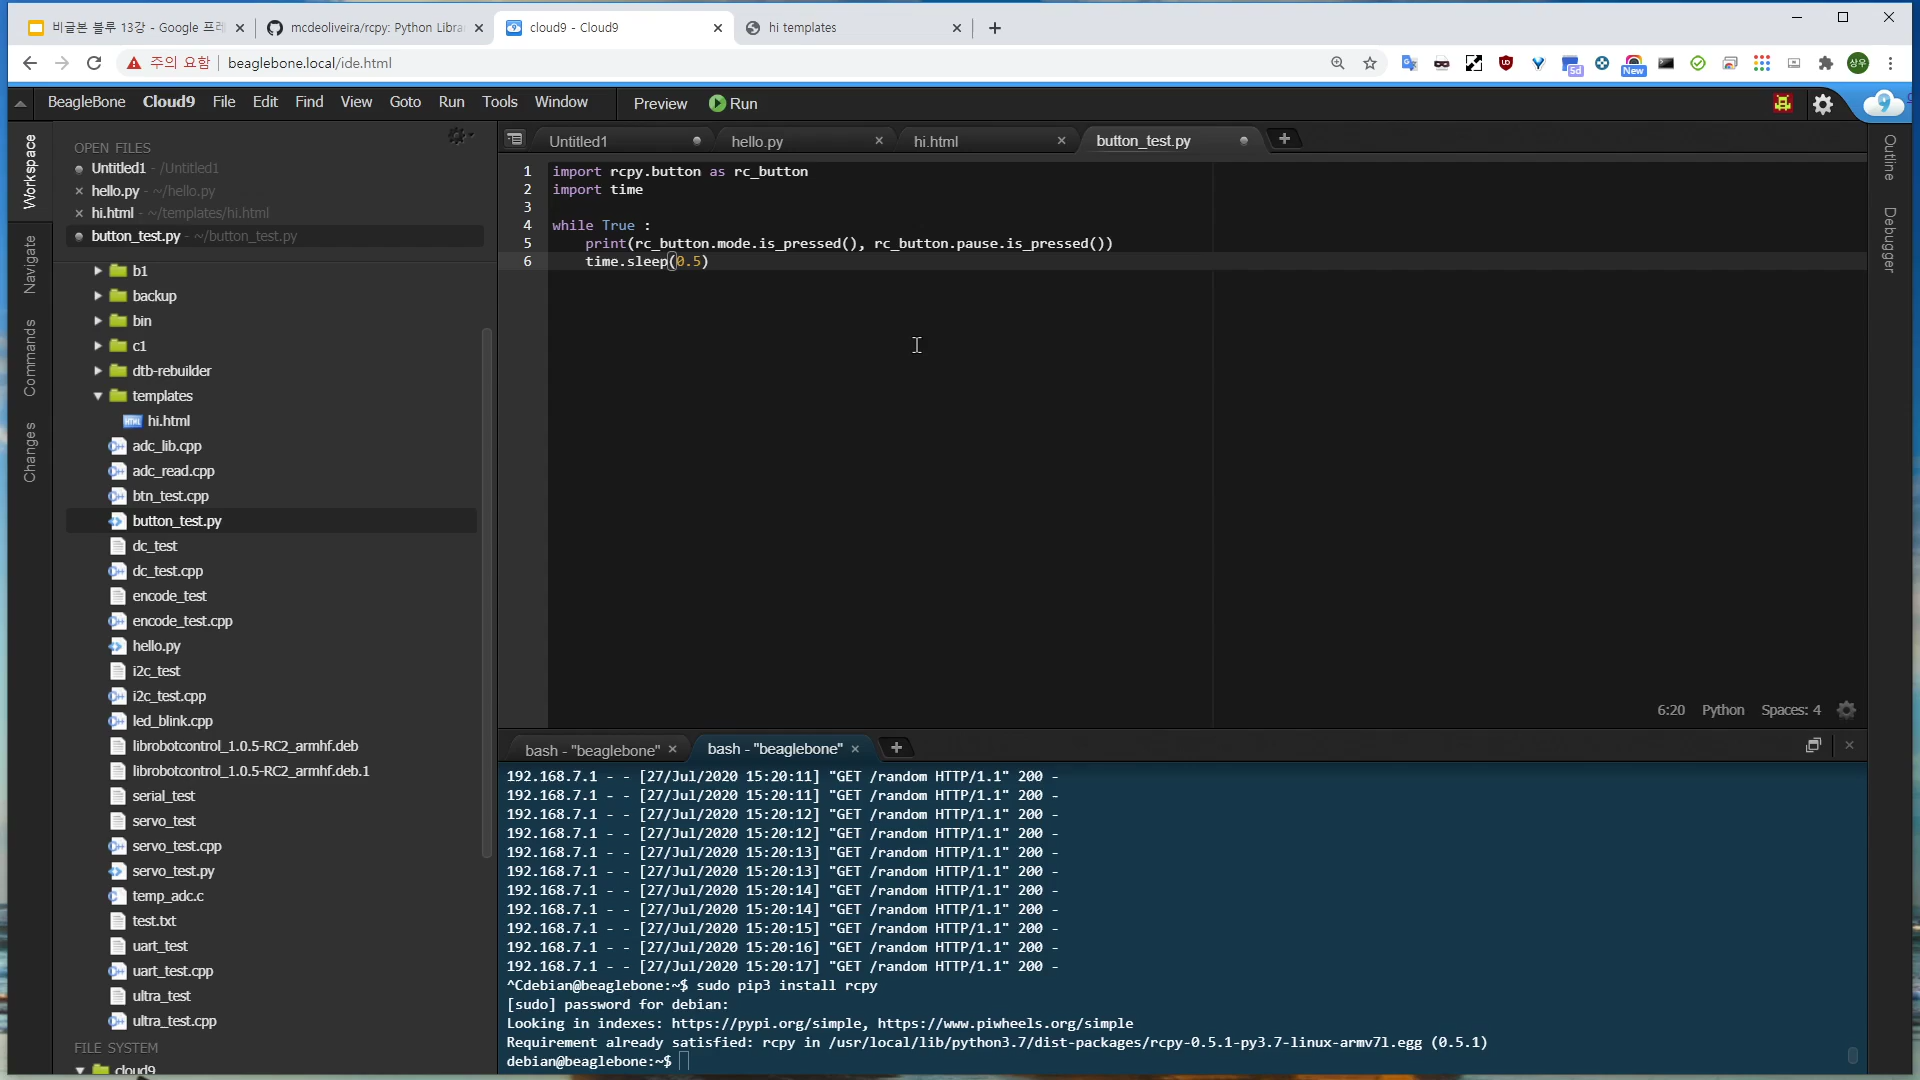 비글본 블루 13강 - Google 프레
mcdeoliveira/rcpy: Python Librar
cloud9 - Cloud9
hi templates
주의 요함
beaglebone.local/ide.html
5d
New
상우
BeagleBone
Cloud9
File
Edit
Find
View
Goto
Run
Tools
Window
Preview
Run
Workspace
Navigate
Commands
Changes
OPEN FILES
Untitled1 - /Untitled1
hello.py - ~/hello.py
hi.html - ~/templates/hi.html
button_test.py - ~/button_test.py
b1
backup
bin
c1
dtb-rebuilder
templates
hi.html
adc_lib.cpp
adc_read.cpp
btn_test.cpp
button_test.py
dc_test
dc_test.cpp
encode_test
encode_test.cpp
hello.py
i2c_test
i2c_test.cpp
led_blink.cpp
librobotcontrol_1.0.5-RC2_armhf.deb
librobotcontrol_1.0.5-RC2_armhf.deb.1
serial_test
servo_test
servo_test.cpp
servo_test.py
temp_adc.c
test.txt
uart_test
uart_test.cpp
ultra_test
ultra_test.cpp
FILE SYSTEM
cloud9
Untitled1
hello.py
hi.html
button_test.py
1 import rcpy.button as rc_button
2 import time
3
4 while True :
5 print(rc_button.mode.is_pressed(), rc_button.pause.is_pressed())
6 time.sleep(0.5)
6:20 Python Spaces: 4
Outline
Debugger
bash - "beaglebone"
bash - "beaglebone"
192.168.7.1 - - [27/Jul/2020 15:20:11] "GET /random HTTP/1.1" 200 -
192.168.7.1 - - [27/Jul/2020 15:20:11] "GET /random HTTP/1.1" 200 -
192.168.7.1 - - [27/Jul/2020 15:20:12] "GET /random HTTP/1.1" 200 -
192.168.7.1 - - [27/Jul/2020 15:20:12] "GET /random HTTP/1.1" 200 -
192.168.7.1 - - [27/Jul/2020 15:20:13] "GET /random HTTP/1.1" 200 -
192.168.7.1 - - [27/Jul/2020 15:20:13] "GET /random HTTP/1.1" 200 -
192.168.7.1 - - [27/Jul/2020 15:20:14] "GET /random HTTP/1.1" 200 -
192.168.7.1 - - [27/Jul/2020 15:20:14] "GET /random HTTP/1.1" 200 -
192.168.7.1 - - [27/Jul/2020 15:20:15] "GET /random HTTP/1.1" 200 -
192.168.7.1 - - [27/Jul/2020 15:20:16] "GET /random HTTP/1.1" 200 -
192.168.7.1 - - [27/Jul/2020 15:20:17] "GET /random HTTP/1.1" 200 -
^Cdebian@beaglebone:~$ sudo pip3 install rcpy
[sudo] password for debian:
Looking in indexes: https://pypi.org/simple, https://www.piwheels.org/simple
Requirement already satisfied: rcpy in /usr/local/lib/python3.7/dist-packages/rcpy-0.5.1-py3.7-linux-armv7l.egg (0.5.1)
debian@beaglebone:~$